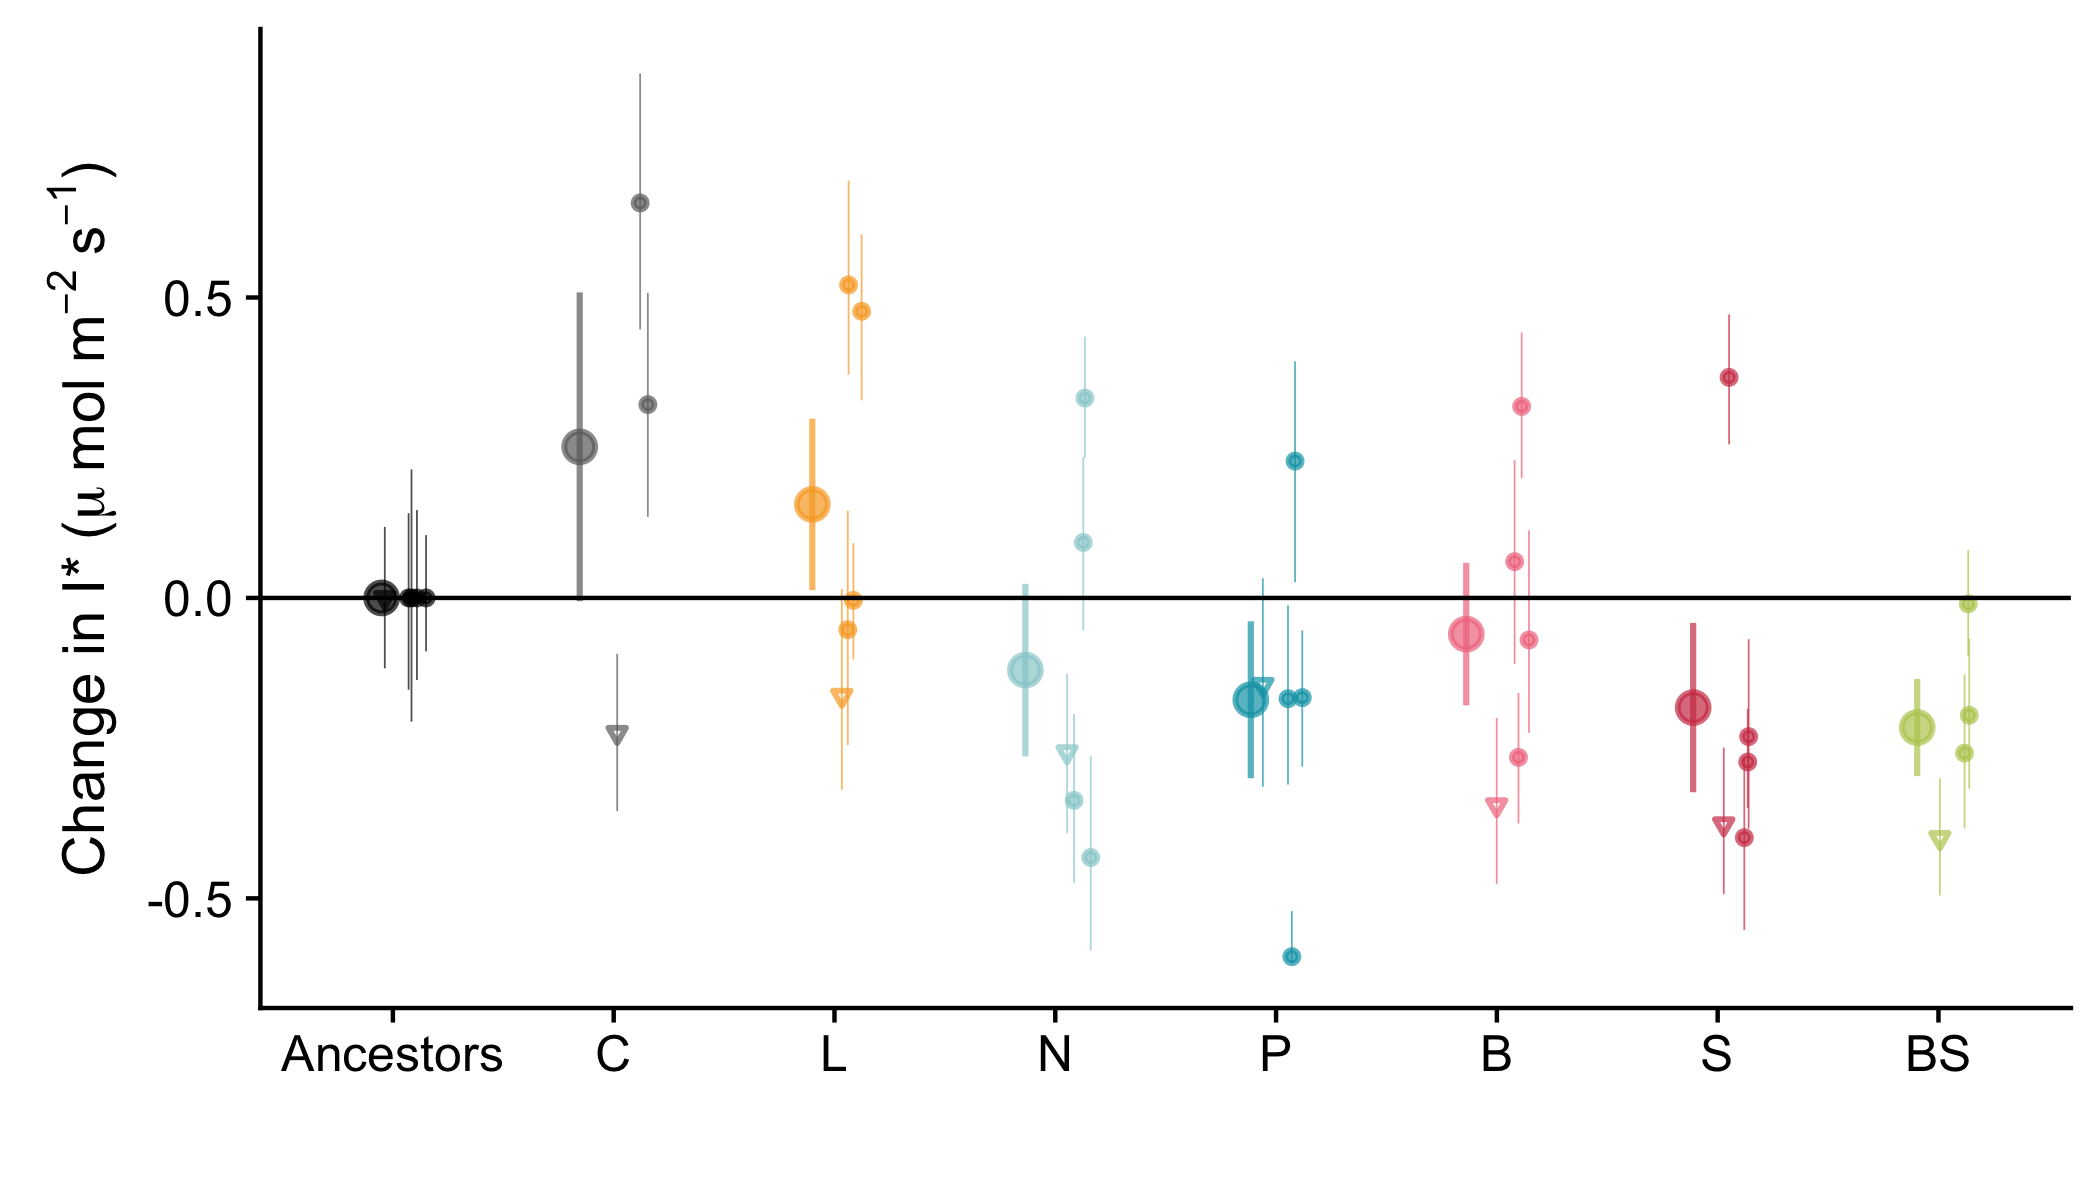 Change in I* (μ mol m⁻² s⁻¹)
0.5
0.0
-0.5
Ancestors C L N P B S BS